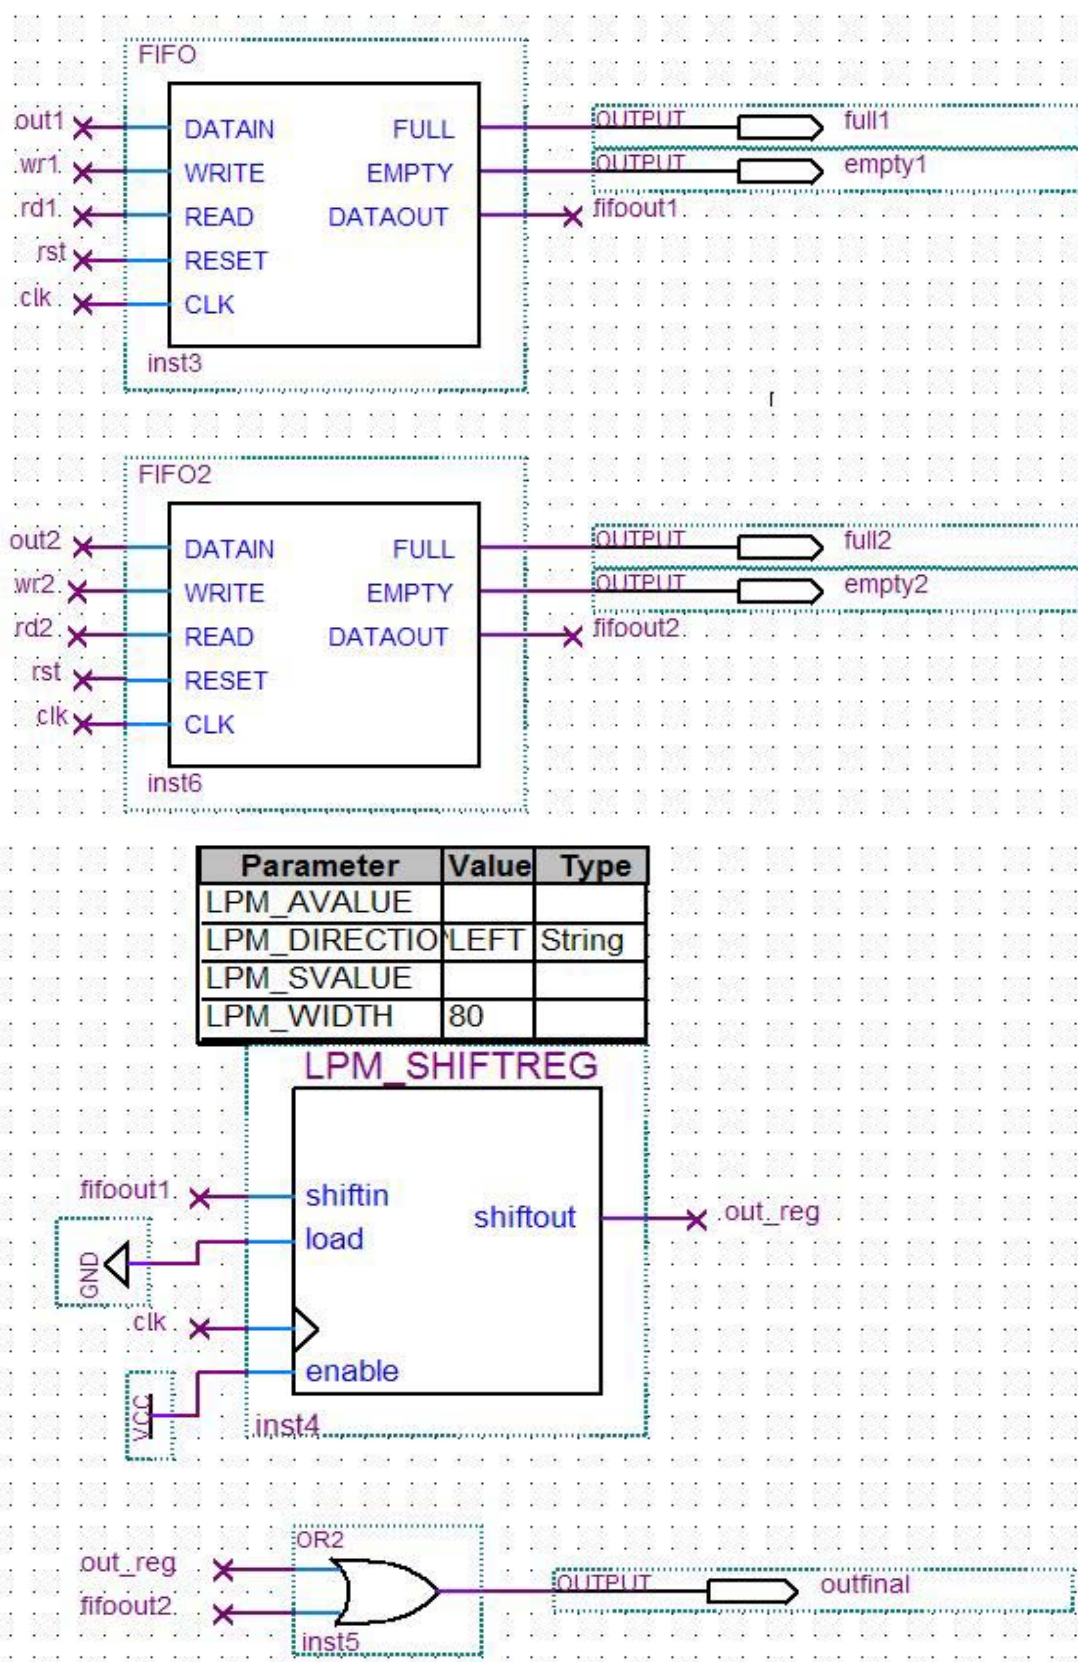 FIFO
out1 DATAIN FULL OUTPUT full1
wr1 WRITE EMPTY OUTPUT empty1
rd1 READ DATAOUT fifoout1
rst RESET
clk CLK
inst3
FIFO2
out2 DATAIN FULL OUTPUT full2
wr2 WRITE EMPTY OUTPUT empty2
rd2 READ DATAOUT fifoout2
rst RESET
clk CLK
inst6
Parameter Value Type
LPM_AVALUE
LPM_DIRECTIO LEFT String
LPM_SVALUE
LPM_WIDTH 80
LPM_SHIFTREG
fifoout1 shiftin
shiftout out_reg
load
GND
clk
enable
VCC
inst4
OR2
out_reg
fifoout2
OUTPUT outfinal
inst5